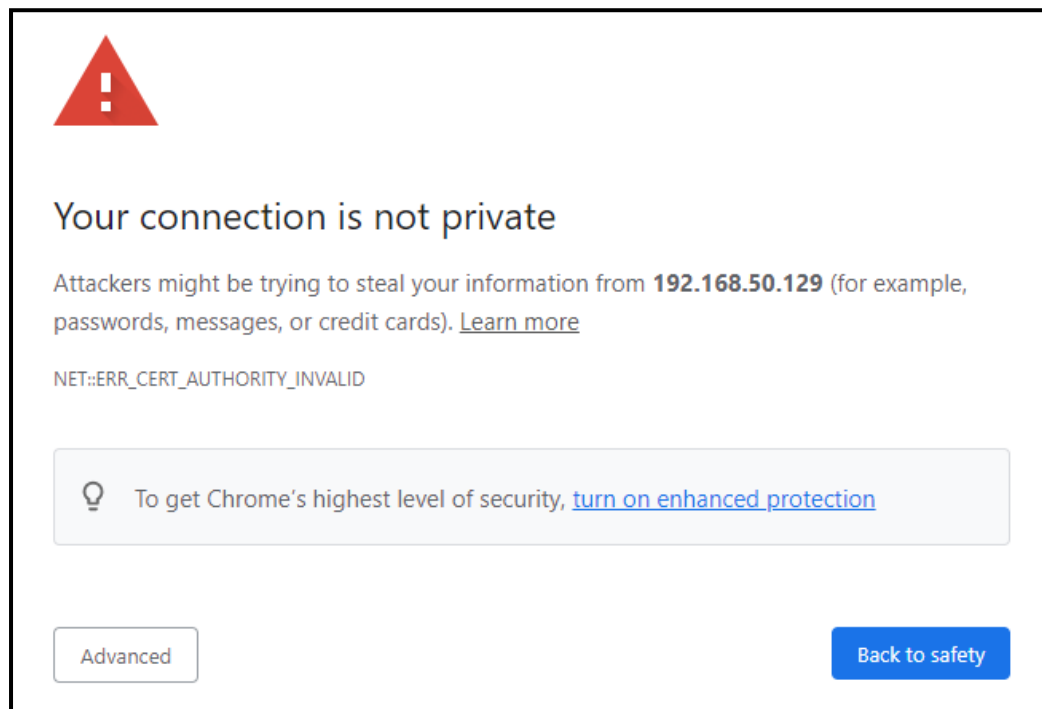 Your connection is not private
Attackers might be trying to steal your information from 192.168.50.129 (for example,
passwords, messages, or credit cards). Learn more
NET::ERR_CERT_AUTHORITY_INVALID
To get Chrome’s highest level of security, turn on enhanced protection
Advanced
Back to safety